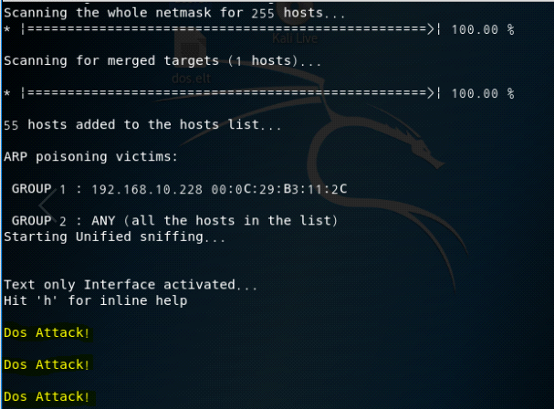 Scanning the whole netmask for 255 hosts...
* |==================================================>| 100.00 %
Kali Live
Scanning for merged targets (1 hosts)...
dos.elt
* |==================================================>| 100.00 %
55 hosts added to the hosts list...
ARP poisoning victims:
GROUP 1 : 192.168.10.228 00:0C:29:B3:11:2C
GROUP 2 : ANY (all the hosts in the list)
Starting Unified sniffing...
Text only Interface activated...
Hit 'h' for inline help
Dos Attack!
Dos Attack!
Dos Attack!